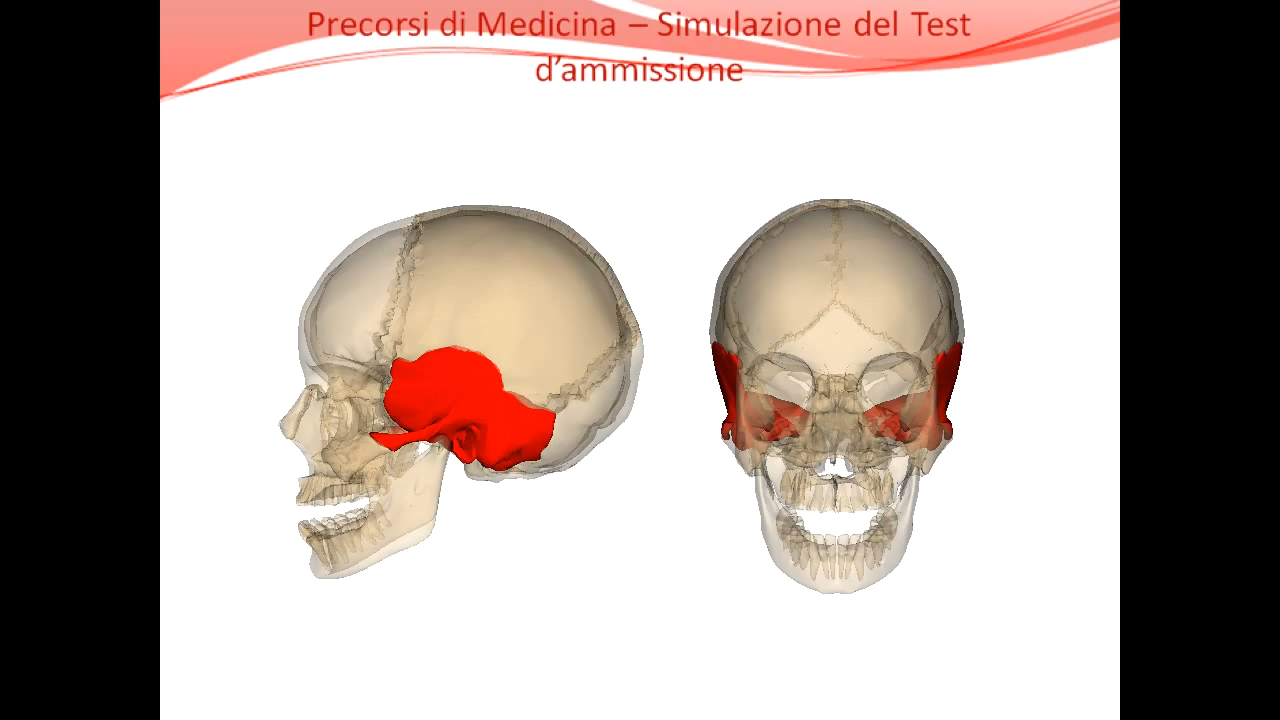 Precorsi di Medicina – Simulazione del Test
d’ammissione